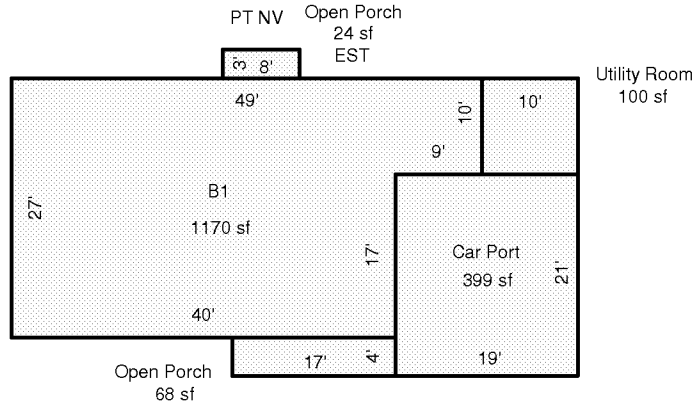 PT NV
Open Porch
24 sf
EST
3'
8'
Utility Room
100 sf
49'
10'
10'
9'
B1
1170 sf
27'
17'
Car Port
399 sf
21'
40'
17'
4'
19'
Open Porch
68 sf